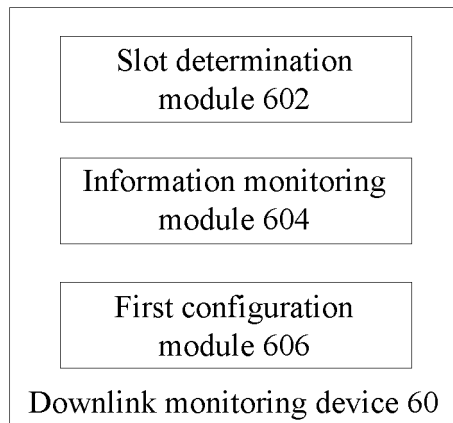 Slot determination
module 602
Information monitoring
module 604
First configuration
module 606
Downlink monitoring device 60